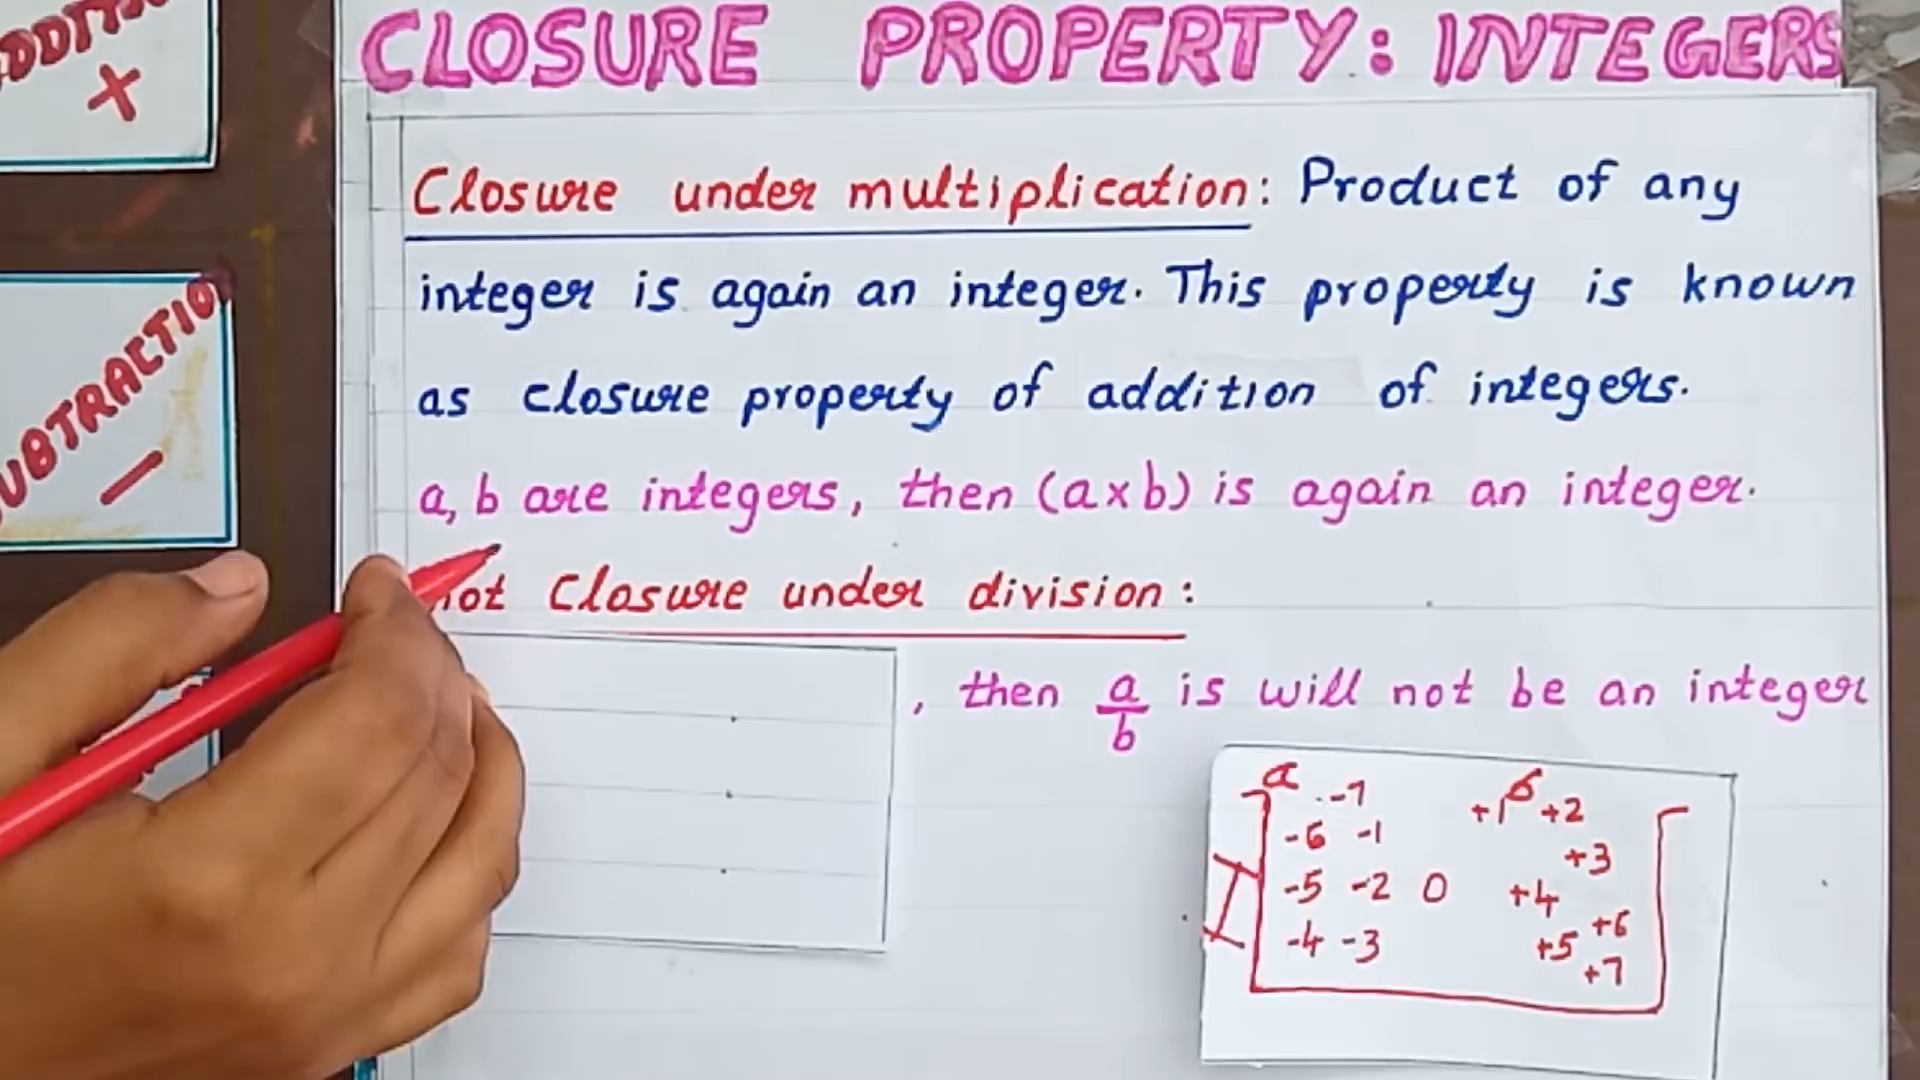 CLOSURE PROPERTY: INTEGERS
+
SUBTRACTION
-
Closure under multiplication: Product of any
integer is again an integer. This property is known
as closure property of addition of integers.
a, b are integers, then (a x b) is again an integer.
not Closure under division:
, then a/b is will not be an integer
a b
-7 +1 +2
-6 -1 +3
-5 -2 0 +4
-4 -3 +5 +6
+7
I